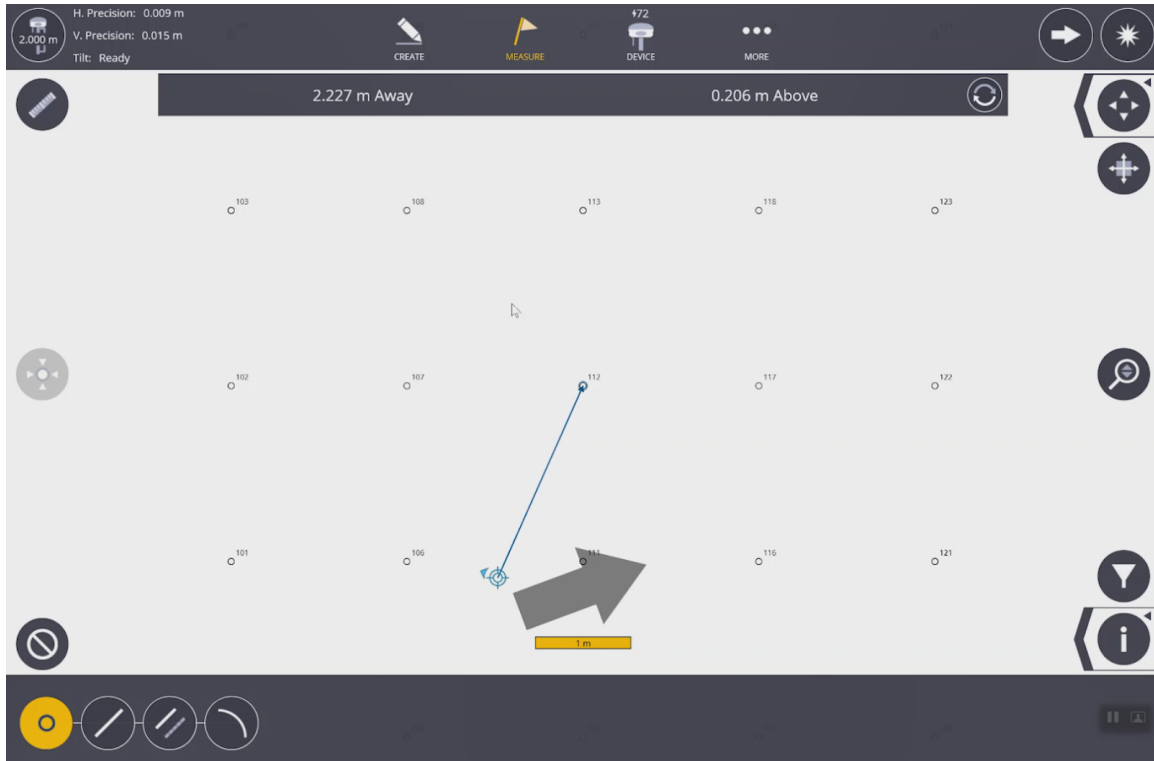 H. Precision: 0.009 m
V. Precision: 0.015 m
Tilt: Ready
2.000 m
CREATE
MEASURE
72
DEVICE
MORE
2.227 m Away
0.206 m Above
103
108
113
118
123
102
107
112
117
122
101
106
111
116
121
1 m
i